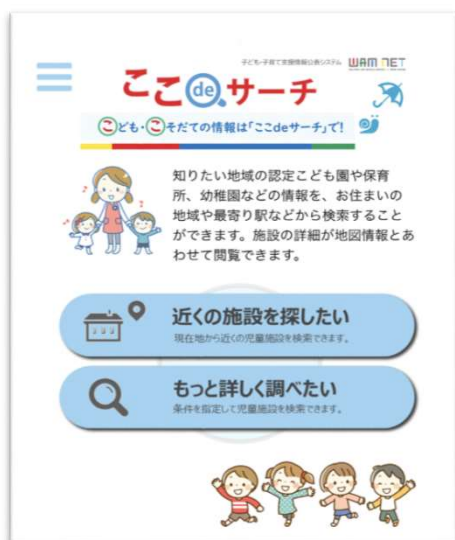 子ども・子育て支援情報公表システム WAM NET
ここdeサーチ
こども・こそだての情報は「ここdeサーチ」で!
知りたい地域の認定こども園や保育
所、幼稚園などの情報を、お住まいの
地域や最寄り駅などから検索すること
ができます。施設の詳細が地図情報とあ
わせて閲覧できます。
近くの施設を探したい
現在地から近くの児童施設を検索できます。
もっと詳しく調べたい
条件を指定して児童施設を検索できます。